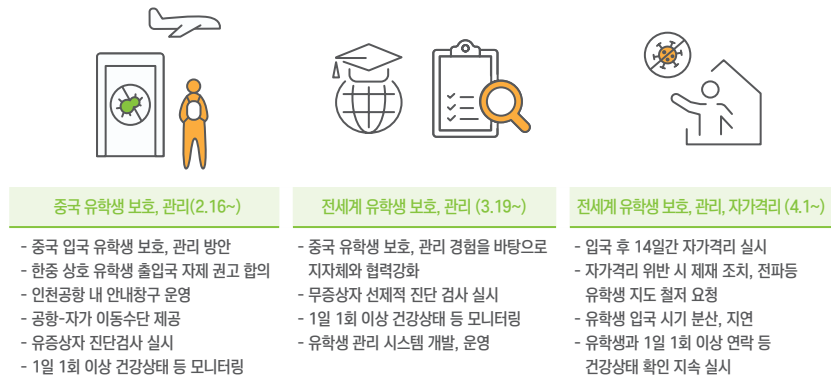 중국 유학생 보호, 관리(2.16~)
- 중국 입국 유학생 보호, 관리 방안
- 한중 상호 유학생 출입국 자제 권고 합의
- 인천공항 내 안내창구 운영
- 공항-자가 이동수단 제공
- 유증상자 진단검사 실시
- 1일 1회 이상 건강상태 등 모니터링
전세계 유학생 보호, 관리 (3.19~)
- 중국 유학생 보호, 관리 경험을 바탕으로
지자체와 협력강화
- 무증상자 선제적 진단 검사 실시
- 1일 1회 이상 건강상태 등 모니터링
- 유학생 관리 시스템 개발, 운영
전세계 유학생 보호, 관리, 자가격리 (4.1~)
- 입국 후 14일간 자가격리 실시
- 자가격리 위반 시 제재 조치, 전파등
유학생 지도 철저 요청
- 유학생 입국 시기 분산, 지연
- 유학생과 1일 1회 이상 연락 등
건강상태 확인 지속 실시